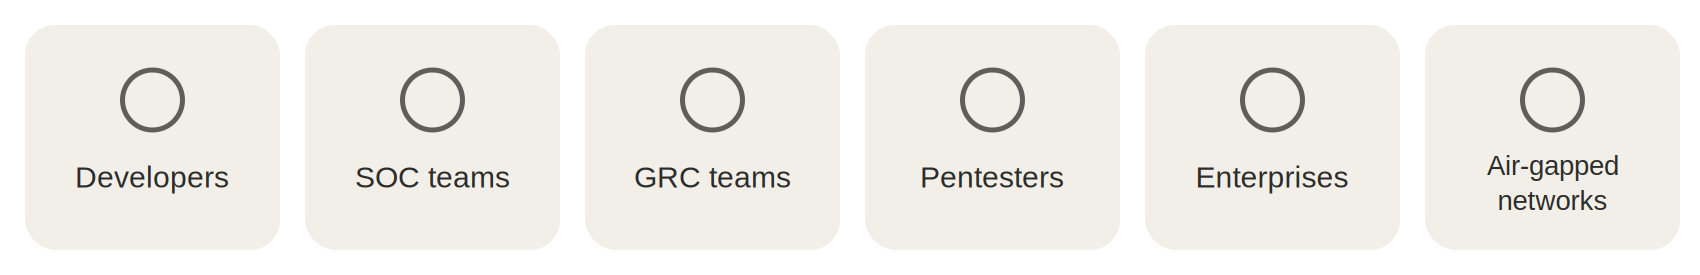 Developers
SOC teams
GRC teams
Pentesters
Enterprises
Air-gapped
networks